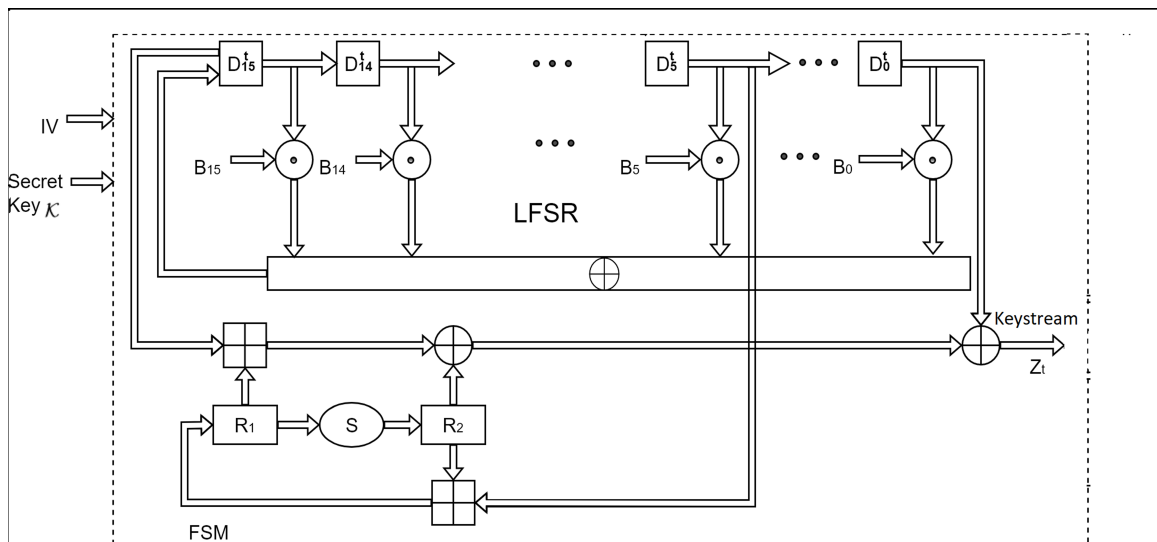 D₁₅ᵗ D₁₄ᵗ • • • D₅ᵗ • • • D₀ᵗ
IV
B₁₅ B₁₄ • • • B₅ • • • B₀
Secret
Key 𝒦
LFSR
Keystream
Zₜ
R₁ S R₂
FSM